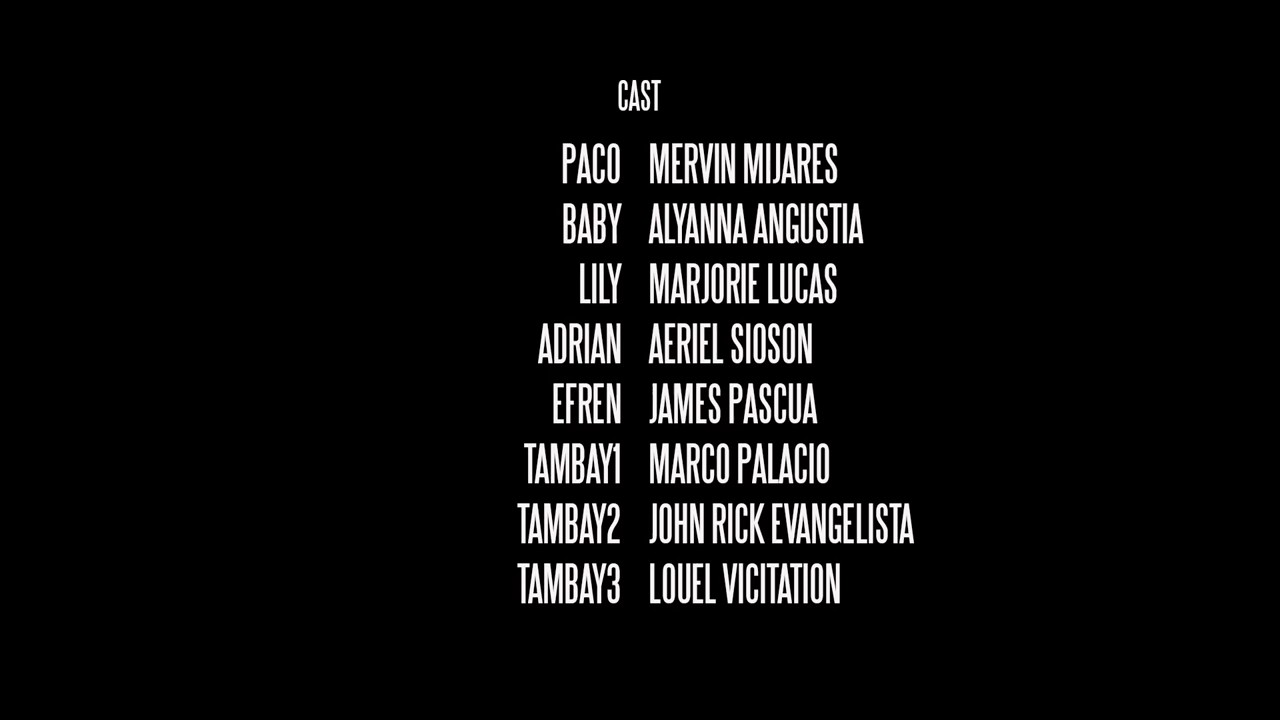 CAST
PACO MERVIN MIJARES
BABY ALYANNA ANGUSTIA
LILY MARJORIE LUCAS
ADRIAN AERIEL SIOSON
EFREN JAMES PASCUA
TAMBAY1 MARCO PALACIO
TAMBAY2 JOHN RICK EVANGELISTA
TAMBAY3 LOUEL VICITATION